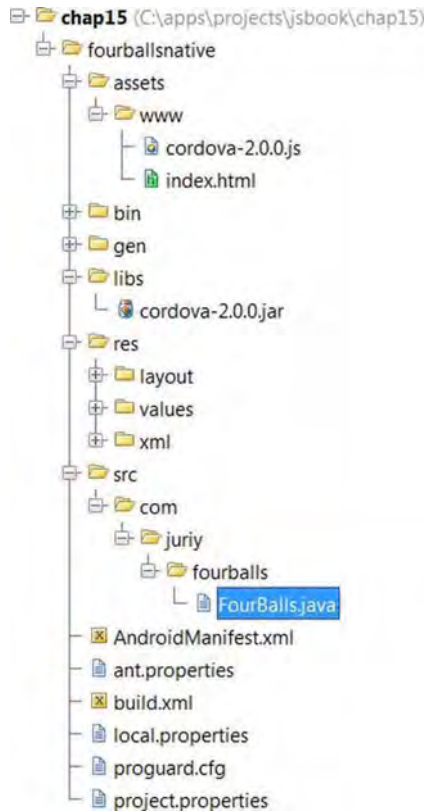 chap15 (C:\apps\projects\jsbook\chap15)
fourballsnative
assets
www
cordova-2.0.0.js
index.html
bin
gen
libs
cordova-2.0.0.jar
res
layout
values
xml
src
com
juriy
fourballs
FourBalls.java
AndroidManifest.xml
ant.properties
build.xml
local.properties
proguard.cfg
project.properties